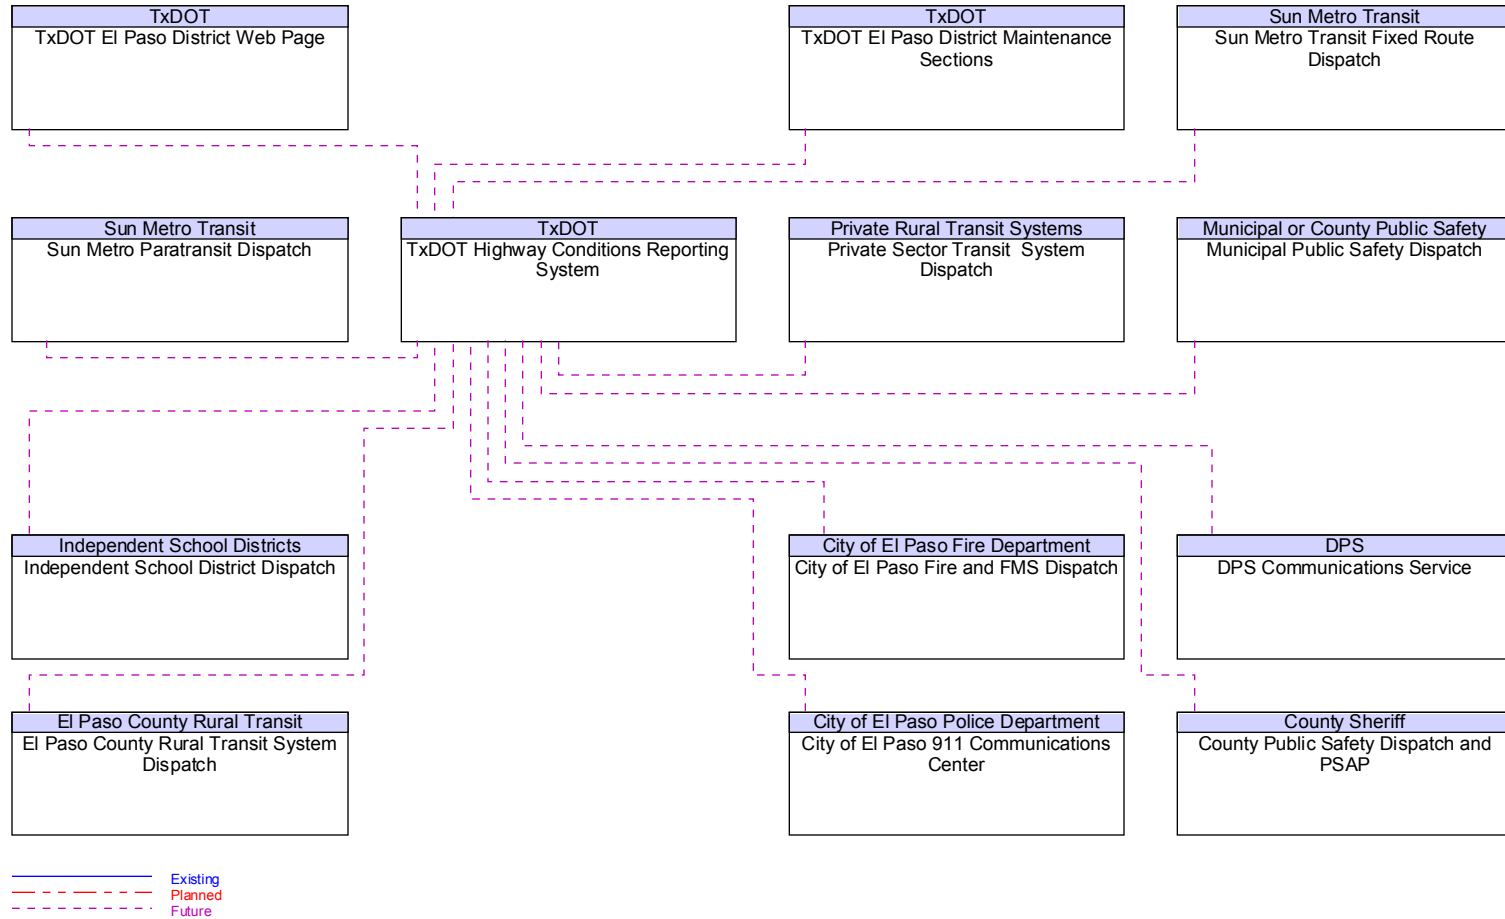 TxDOT
TxDOT El Paso District Web Page
TxDOT
TxDOT El Paso District Maintenance
Sections
Sun Metro Transit
Sun Metro Transit Fixed Route
Dispatch
Sun Metro Transit
Sun Metro Paratransit Dispatch
TxDOT
TxDOT Highway Conditions Reporting
System
Private Rural Transit Systems
Private Sector Transit System
Dispatch
Municipal or County Public Safety
Municipal Public Safety Dispatch
Independent School Districts
Independent School District Dispatch
City of El Paso Fire Department
City of El Paso Fire and FMS Dispatch
DPS
DPS Communications Service
El Paso County Rural Transit
El Paso County Rural Transit System
Dispatch
City of El Paso Police Department
City of El Paso 911 Communications
Center
County Sheriff
County Public Safety Dispatch and
PSAP
Existing
Planned
Future